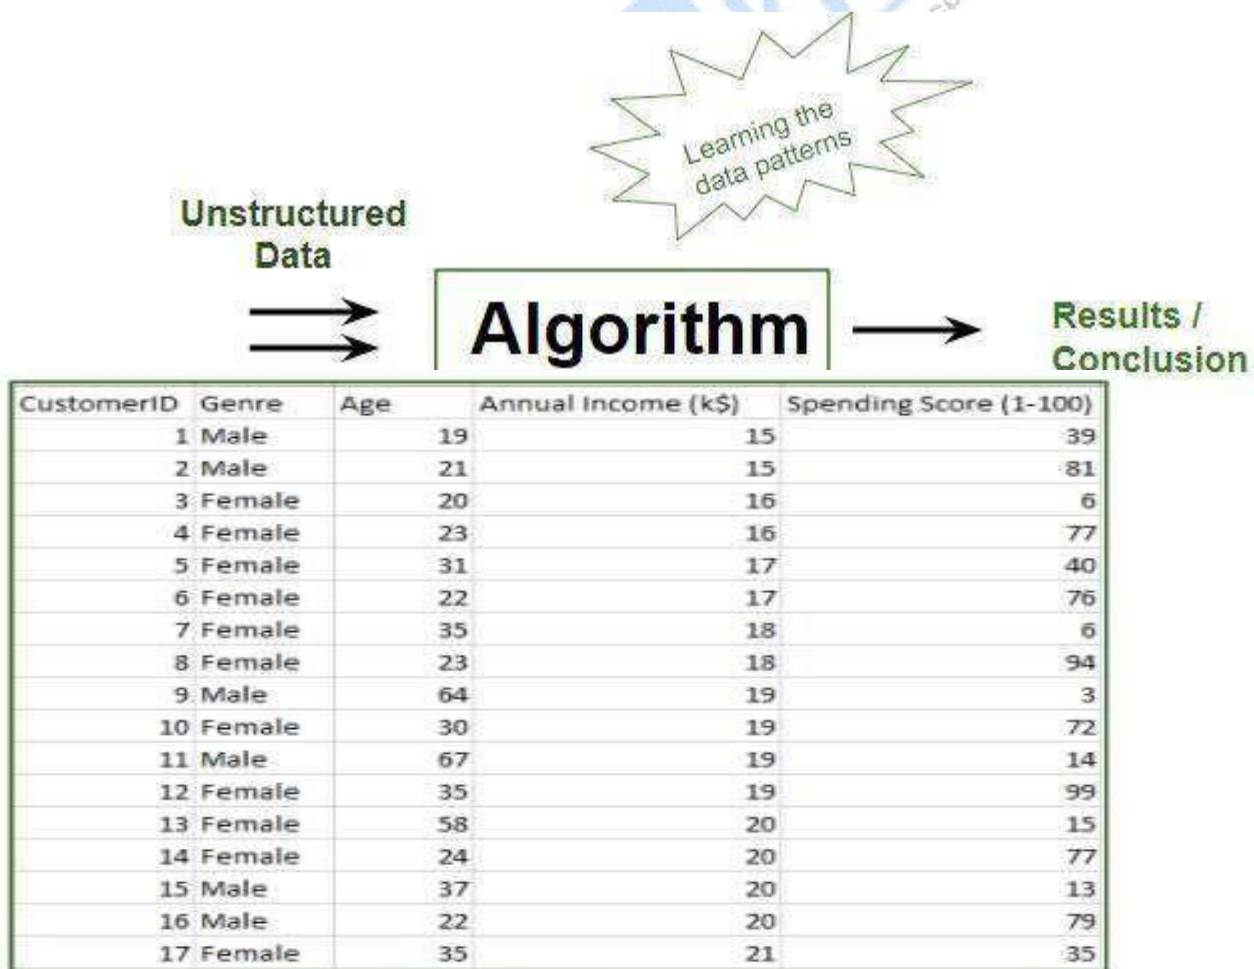 Learning the
data patterns
Unstructured
Data
Algorithm
Results /
Conclusion
CustomerID Genre Age Annual Income (k$) Spending Score (1-100)
1 Male 19 15 39
2 Male 21 15 81
3 Female 20 16 6
4 Female 23 16 77
5 Female 31 17 40
6 Female 22 17 76
7 Female 35 18 6
8 Female 23 18 94
9 Male 64 19 3
10 Female 30 19 72
11 Male 67 19 14
12 Female 35 19 99
13 Female 58 20 15
14 Female 24 20 77
15 Male 37 20 13
16 Male 22 20 79
17 Female 35 21 35